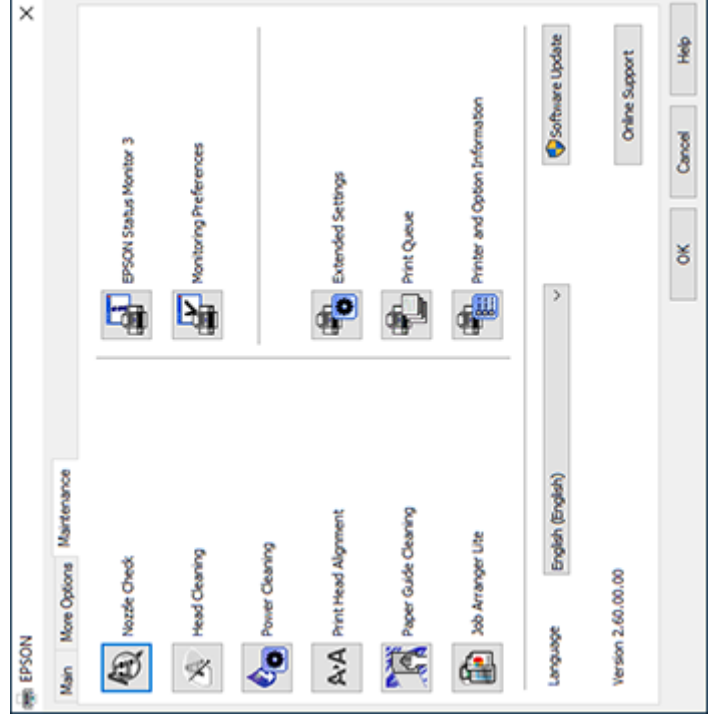 EPSON
Main More Options Maintenance
Nozzle Check
Head Cleaning
Power Cleaning
Print Head Alignment
Paper Guide Cleaning
Job Arranger Lite
EPSON Status Monitor 3
Monitoring Preferences
Extended Settings
Print Queue
Printer and Option Information
Language English (English) Software Update
Version 2.60.00.00 Online Support
OK Cancel Help